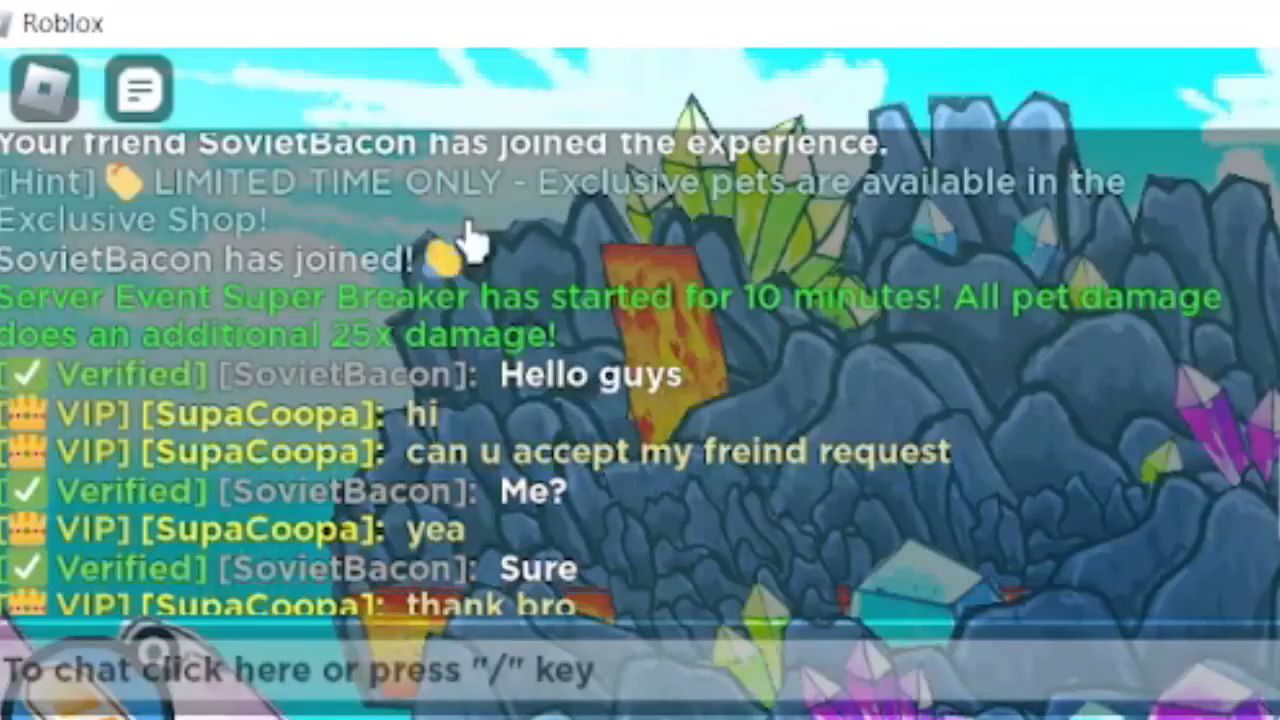 Roblox
Your friend SovietBacon has joined the experience.
[Hint] 🏷️ LIMITED TIME ONLY - Exclusive pets are available in the
Exclusive Shop!
SovietBacon has joined! 👏
Server Event Super Breaker has started for 10 minutes! All pet damage
does an additional 25x damage!
[✅ Verified] [SovietBacon]: Hello guys
[👑 VIP] [SupaCoopa]: hi
[👑 VIP] [SupaCoopa]: can u accept my freind request
[✅ Verified] [SovietBacon]: Me?
[👑 VIP] [SupaCoopa]: yea
[✅ Verified] [SovietBacon]: Sure
[👑 VIP] [SupaCoopa]: thank bro
To chat click here or press "/" key